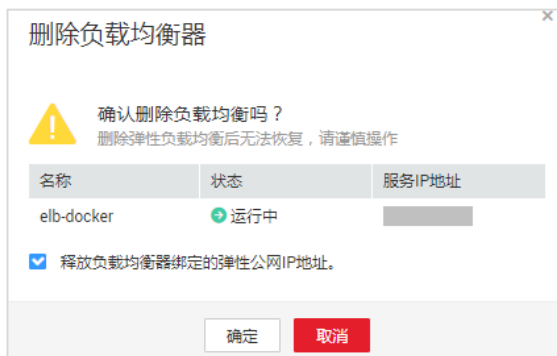 删除负载均衡器
确认删除负载均衡吗？
删除弹性负载均衡后无法恢复，请谨慎操作
名称 状态 服务IP地址
elb-docker 运行中
释放负载均衡器绑定的弹性公网IP地址。
确定 取消